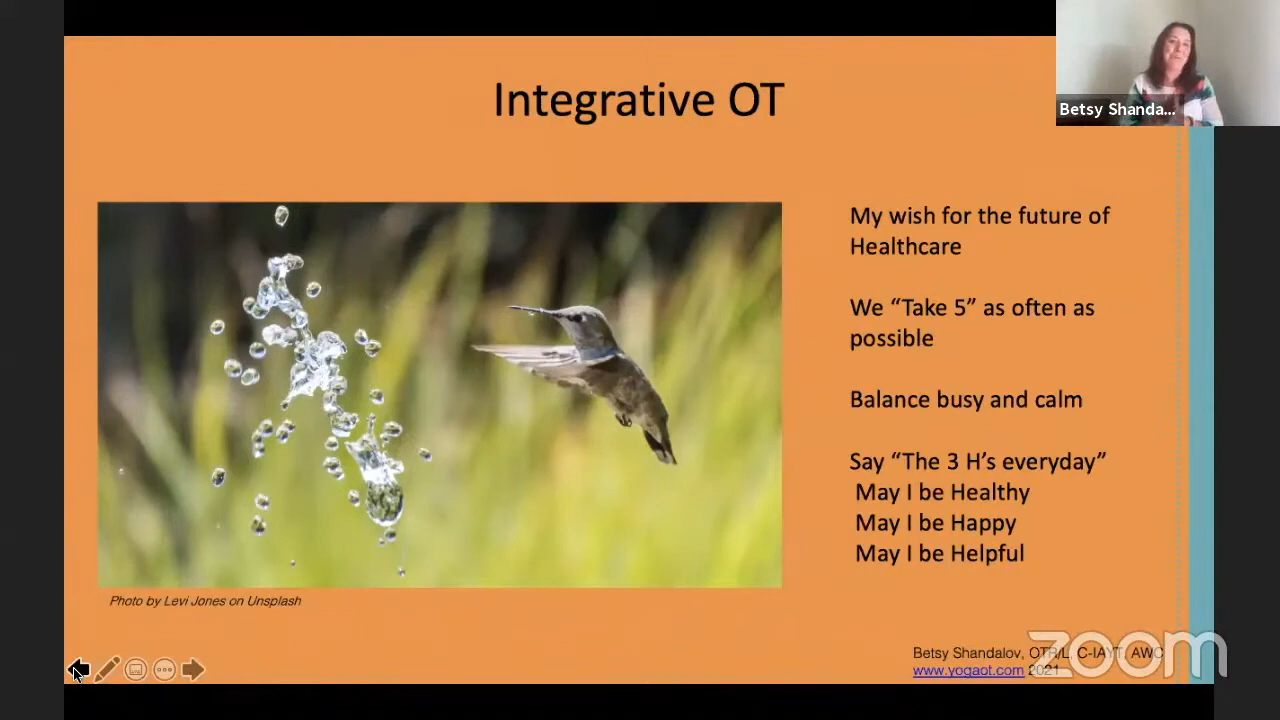 Integrative OT
Betsy Shanda...
My wish for the future of
Healthcare
We “Take 5” as often as
possible
Balance busy and calm
Say “The 3 H’s everyday”
May I be Healthy
May I be Happy
May I be Helpful
Photo by Levi Jones on Unsplash
Betsy Shandalov, OTR/L, C-IAYT, AWC
www.yogaot.com 2021
zoom